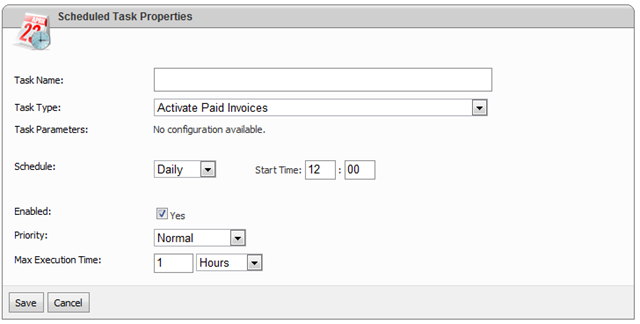 Scheduled Task Properties
Task Name:
Task Type: Activate Paid Invoices
Task Parameters: No configuration available.
Schedule: Daily Start Time: 12 : 00
Enabled: Yes
Priority: Normal
Max Execution Time: 1 Hours
Save Cancel